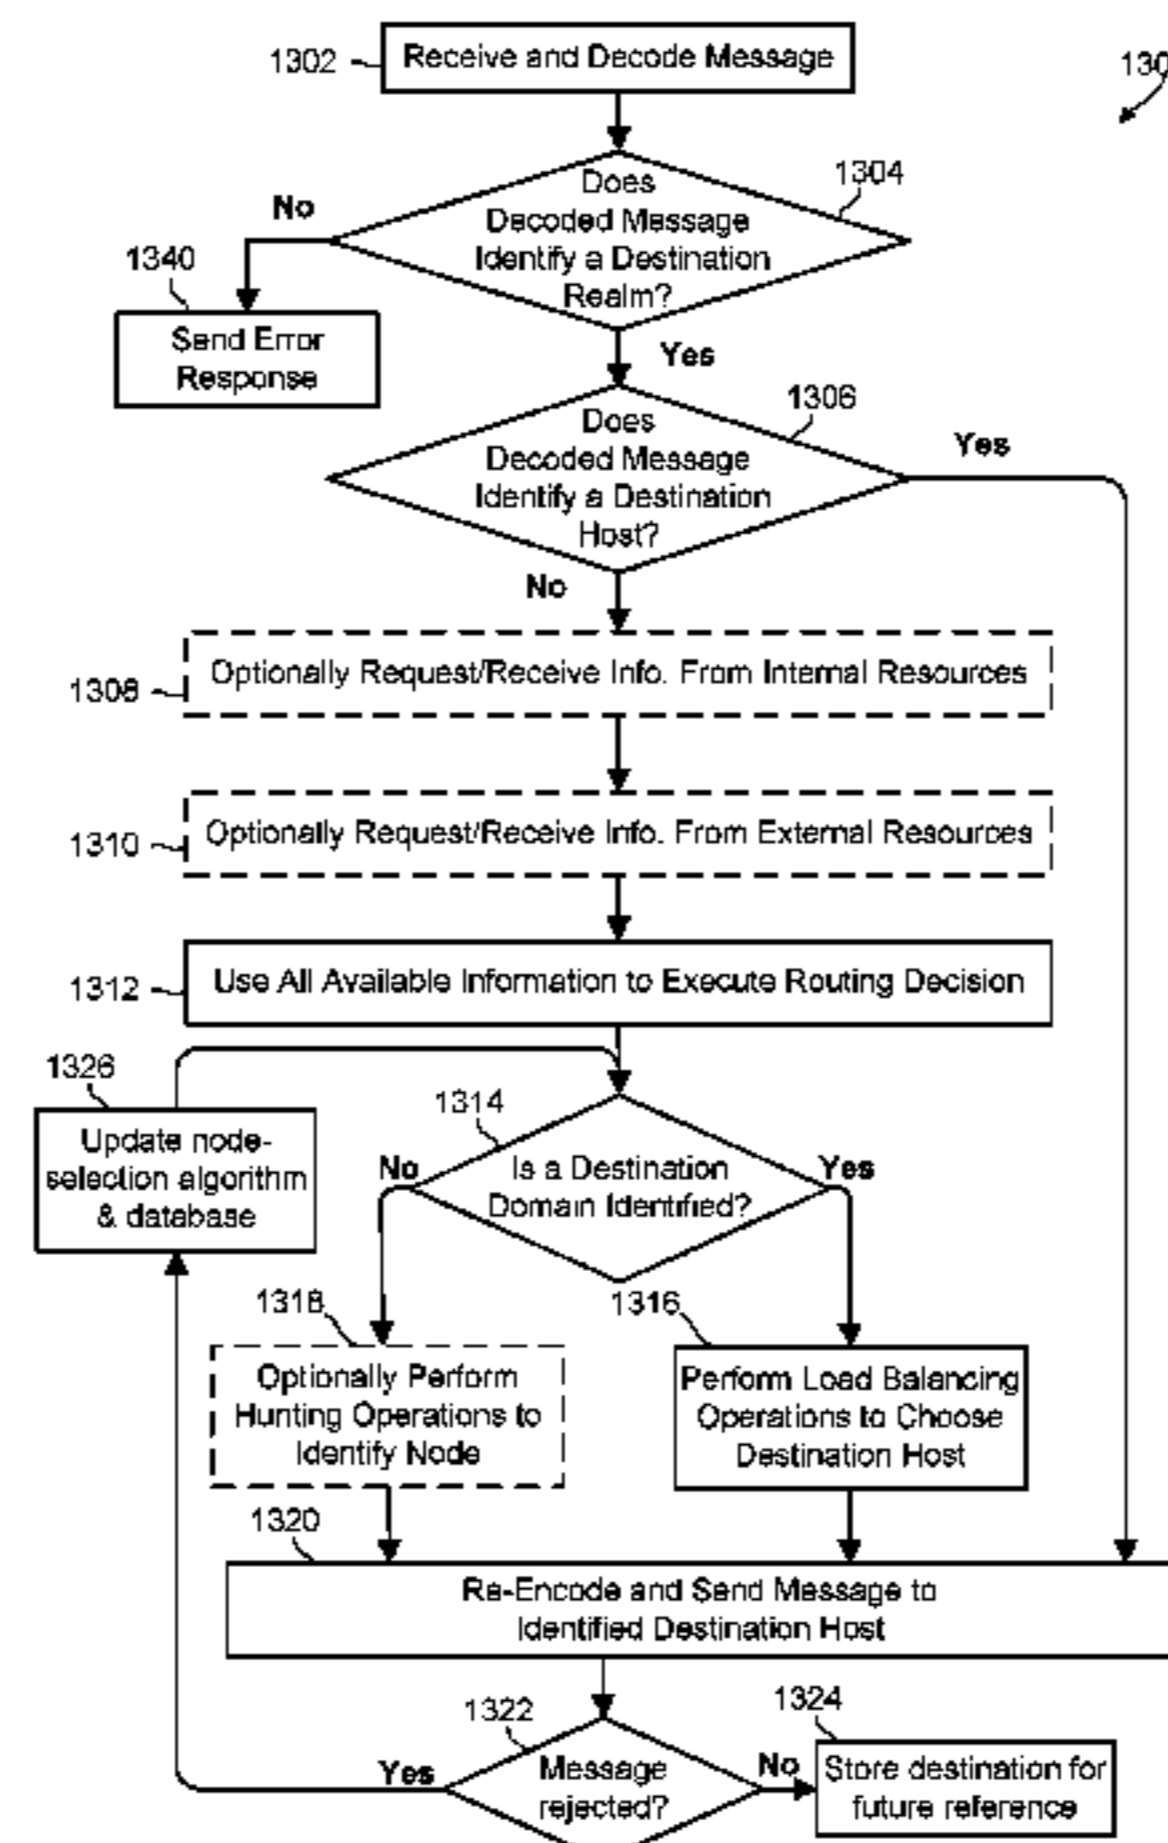 1302
Receive and Decode Message
130
1304
Does
Decoded Message
Identify a Destination
Realm?
No
1340
Send Error
Response
Yes
1306
Does
Decoded Message
Identify a Destination
Host?
Yes
No
1308
Optionally Request/Receive Info. From Internal Resources
1310
Optionally Request/Receive Info. From External Resources
1312
Use All Available Information to Execute Routing Decision
1326
Update node-
selection algorithm
& database
1314
Is a Destination
Domain Identified?
No
Yes
1318
Optionally Perform
Hunting Operations to
Identify Node
1316
Perform Load Balancing
Operations to Choose
Destination Host
1320
Re-Encode and Send Message to
Identified Destination Host
1322
Message
rejected?
Yes
No
1324
Store destination for
future reference